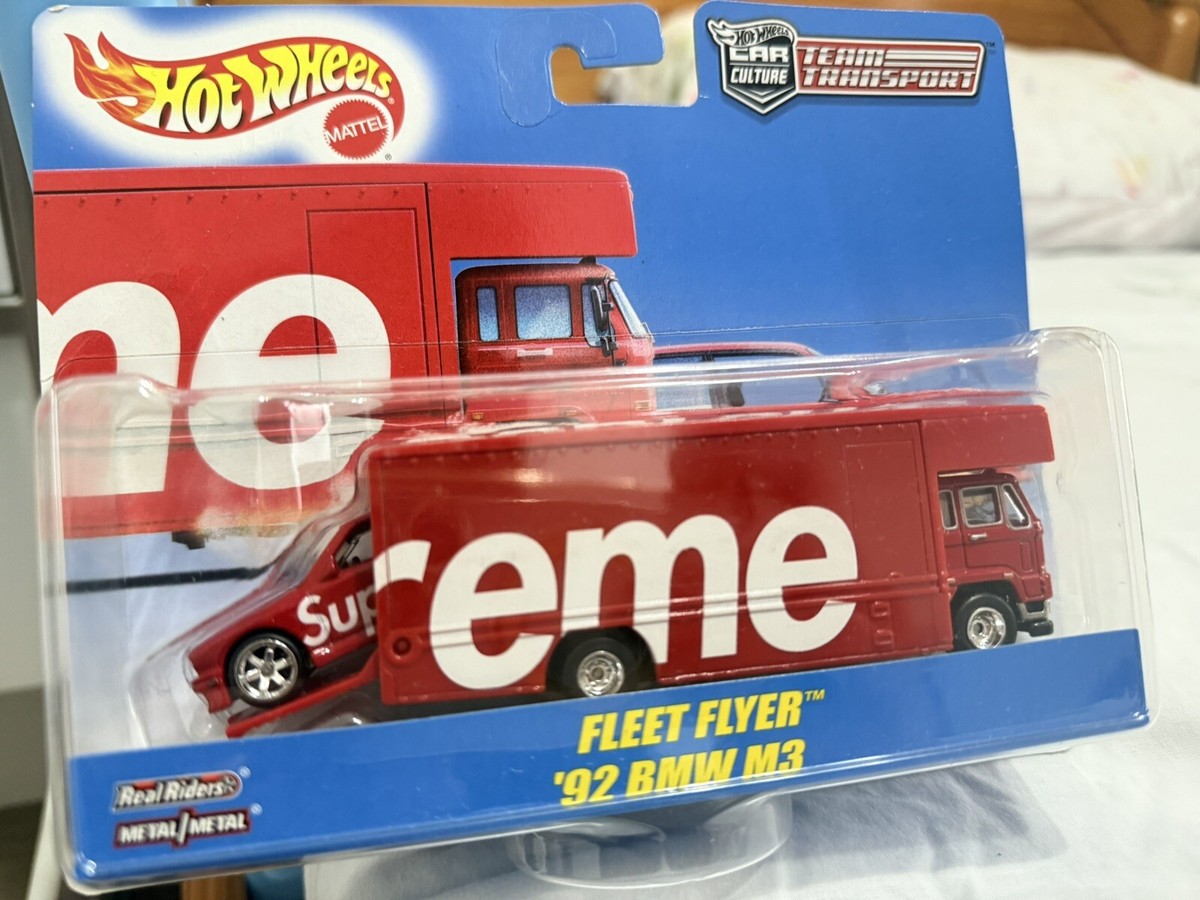 HOT WHEELS®
MATTEL®
HOT WHEELS
CAR
CULTURE
TEAM
TRANSPORT™
me
Sup
reme
FLEET FLYER™
'92 BMW M3
Real Riders®
METAL/METAL®